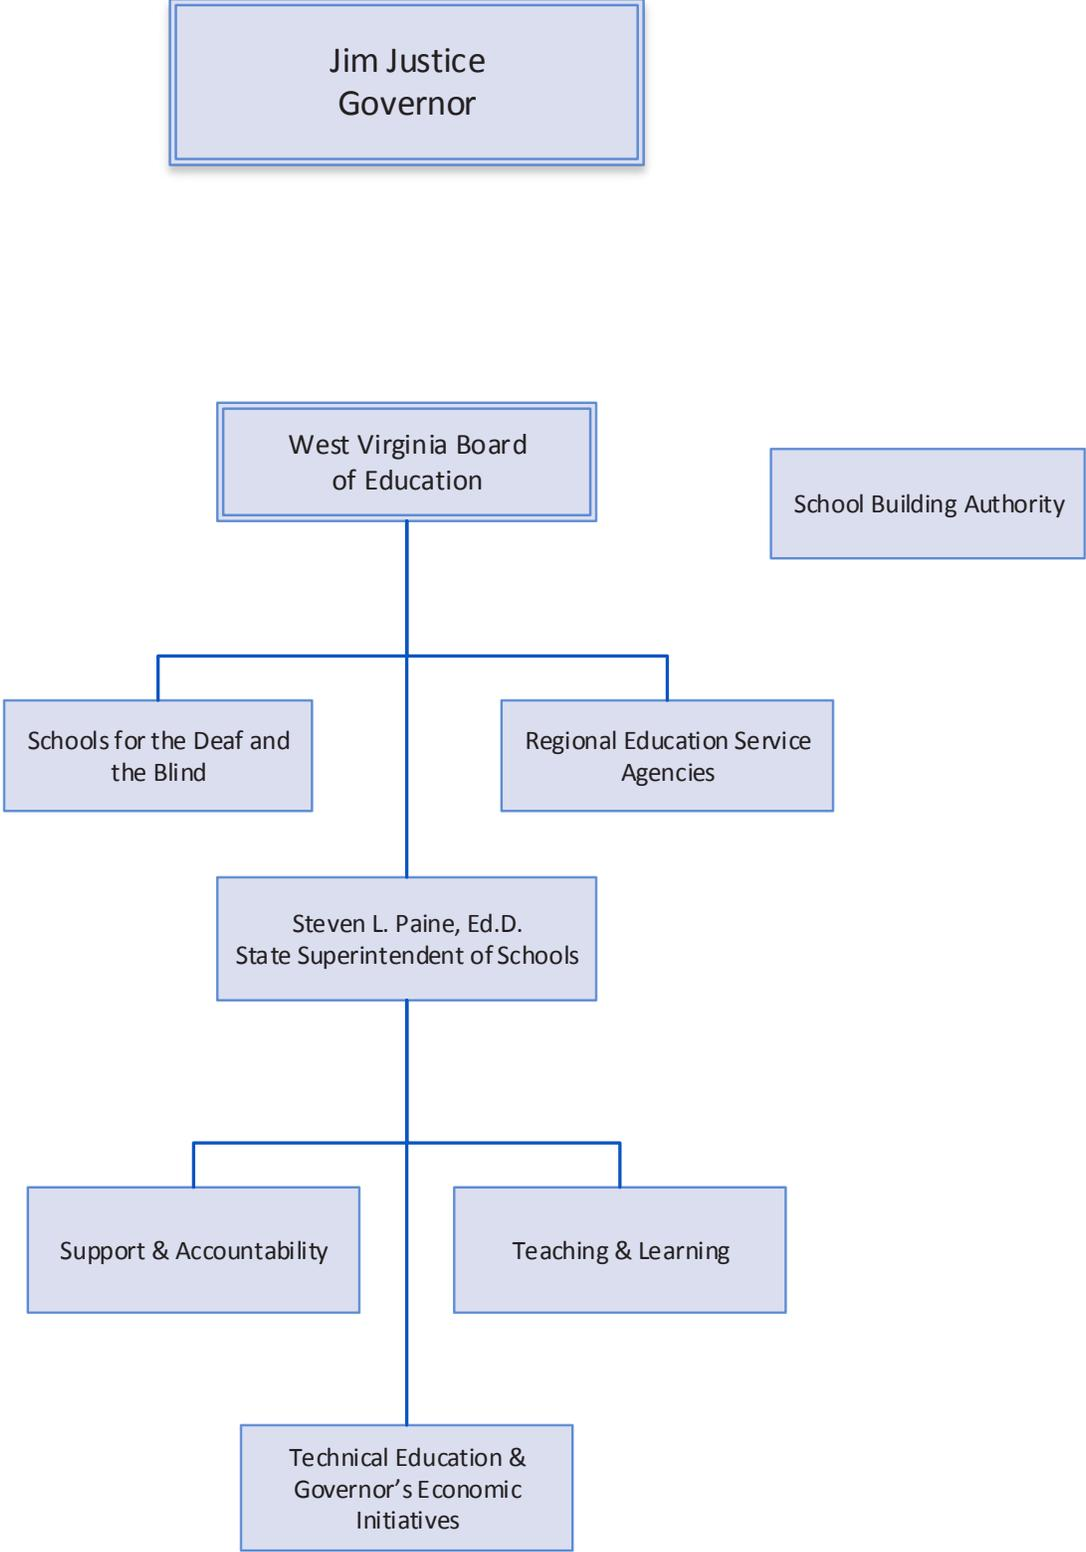 Jim Justice
Governor
West Virginia Board
of Education
School Building Authority
Schools for the Deaf and
the Blind
Regional Education Service
Agencies
Steven L. Paine, Ed.D.
State Superintendent of Schools
Support & Accountability
Teaching & Learning
Technical Education &
Governor’s Economic
Initiatives